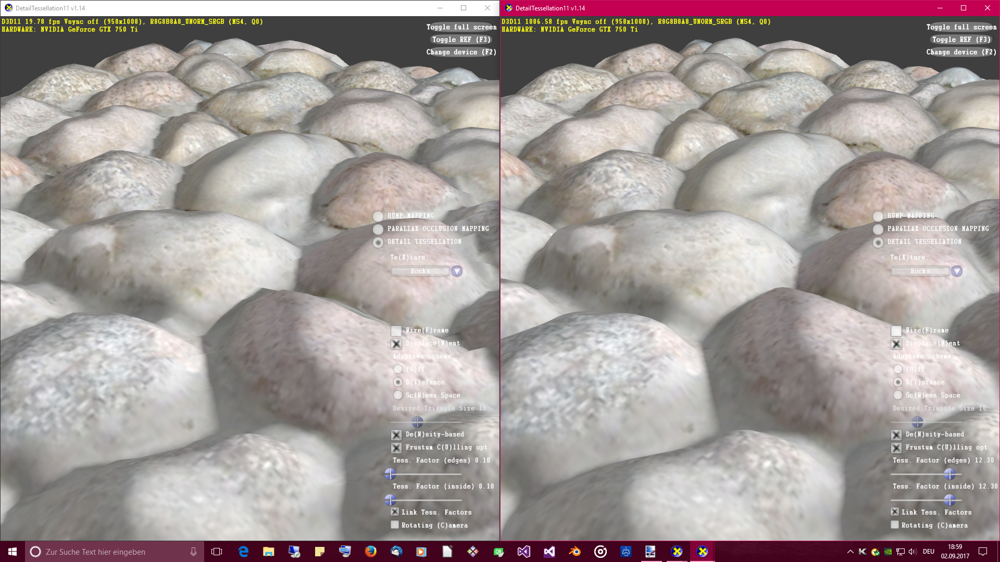 DetailTessellation11 v1.14
D3D11 19.78 fps Vsync off (958x1008), R8G8B8A8_UNORM_SRGB (MS4, Q0)
HARDWARE: NVIDIA GeForce GTX 750 Ti
Toggle full screen
Toggle REF (F3)
Change device (F2)
BUMP MAPPING
PARALLAX OCCLUSION MAPPING
DETAIL TESSELLATION
Te(X)ture:
Rocks
Wire(F)rame
Displace(M)ent
Adaptive scheme:
(O)ff
D(I)stance
Sc(R)een Space
Desired Triangle Size 10
De(N)sity-based
Frustum C(U)lling opt.
Tess. Factor (edges) 0.10
Tess. Factor (inside) 0.10
Link Tess. Factors
Rotating (C)amera
DetailTessellation11 v1.14
D3D11 1086.58 fps Vsync off (958x1008), R8G8B8A8_UNORM_SRGB (MS4, Q0)
HARDWARE: NVIDIA GeForce GTX 750 Ti
Toggle full screen
Toggle REF (F3)
Change device (F2)
BUMP MAPPING
PARALLAX OCCLUSION MAPPING
DETAIL TESSELLATION
Te(X)ture:
Rocks
Wire(F)rame
Displace(M)ent
Adaptive scheme:
(O)ff
D(I)stance
Sc(R)een Space
Desired Triangle Size 10
De(N)sity-based
Frustum C(U)lling opt.
Tess. Factor (edges) 12.30
Tess. Factor (inside) 12.30
Link Tess. Factors
Rotating (C)amera
Zur Suche Text hier eingeben
DEU
18:59
02.09.2017